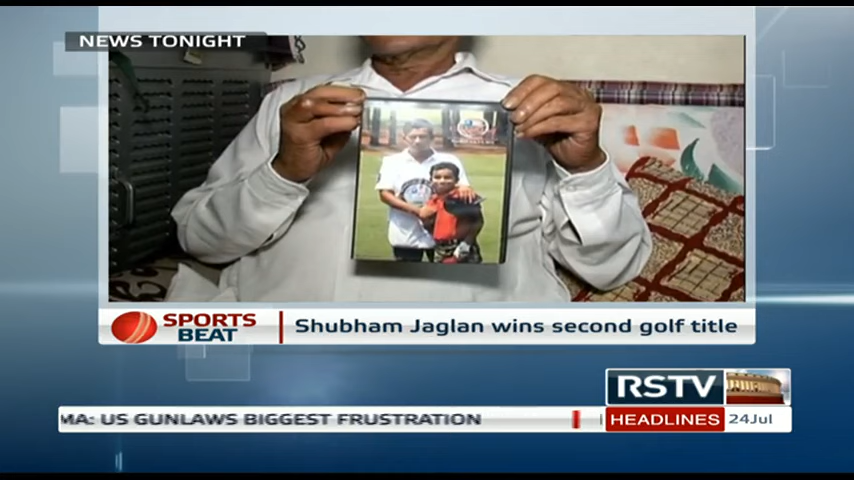 NEWS TONIGHT
SPORTS
BEAT
Shubham Jaglan wins second golf title
RSTV
MA: US GUNLAWS BIGGEST FRUSTRATION
HEADLINES
24Jul